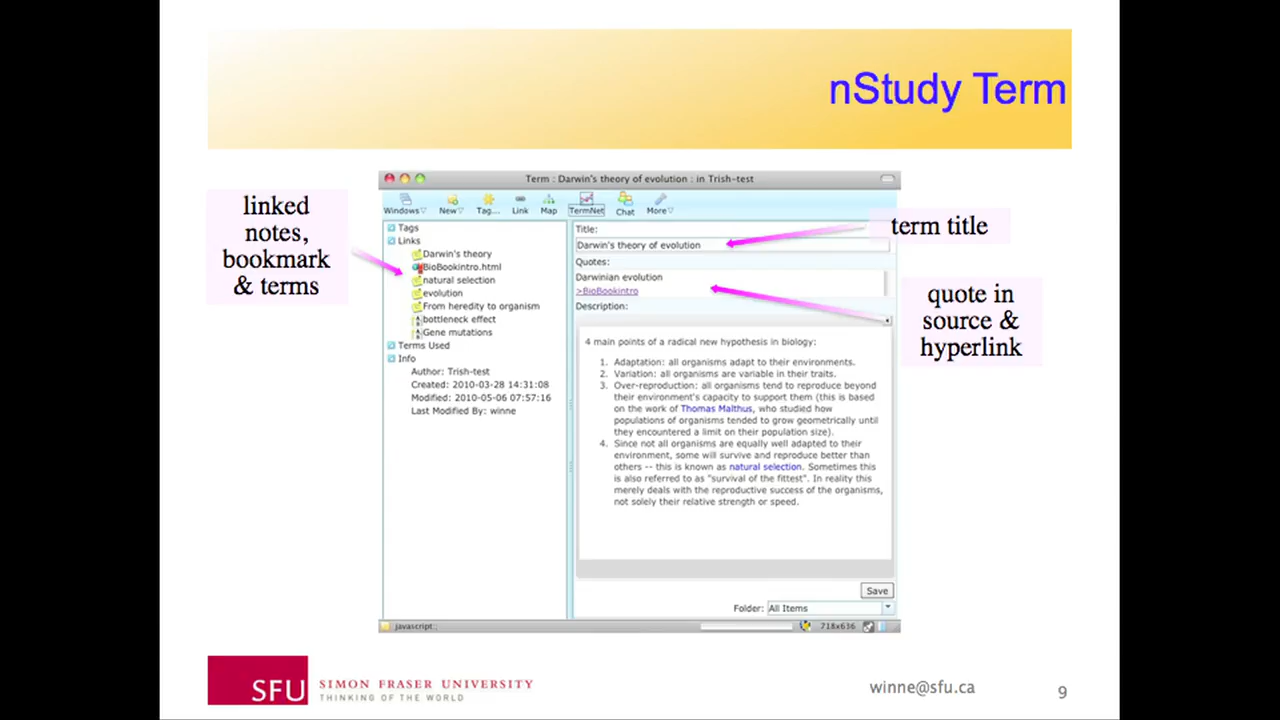 nStudy Term
linked
notes,
bookmark
& terms
Term : Darwin's theory of evolution : in Trish-test
Windows
New
Tag...
Link
Map
TermNet
Chat
More
Tags
Links
Darwin's theory
BioBookintro.html
natural selection
evolution
From heredity to organism
bottleneck effect
Gene mutations
Terms Used
Info
Author: Trish-test
Created: 2010-03-28 14:31:08
Modified: 2010-05-06 07:57:16
Last Modified By: winne
Title:
Darwin's theory of evolution
Quotes:
Darwinian evolution
>BioBookintro
Description:
4 main points of a radical new hypothesis in biology:
1. Adaptation: all organisms adapt to their environments.
2. Variation: all organisms are variable in their traits.
3. Over-reproduction: all organisms tend to reproduce beyond
their environment's capacity to support them (this is based
on the work of Thomas Malthus, who studied how
populations of organisms tended to grow geometrically until
they encountered a limit on their population size).
4. Since not all organisms are equally well adapted to their
environment, some will survive and reproduce better than
others -- this is known as natural selection. Sometimes this
is also referred to as "survival of the fittest". In reality this
merely deals with the reproductive success of the organisms,
not solely their relative strength or speed.
Save
Folder: All Items
javascript:;
718x636
term title
quote in
source &
hyperlink
SFU
SIMON FRASER UNIVERSITY
THINKING OF THE WORLD
winne@sfu.ca
9